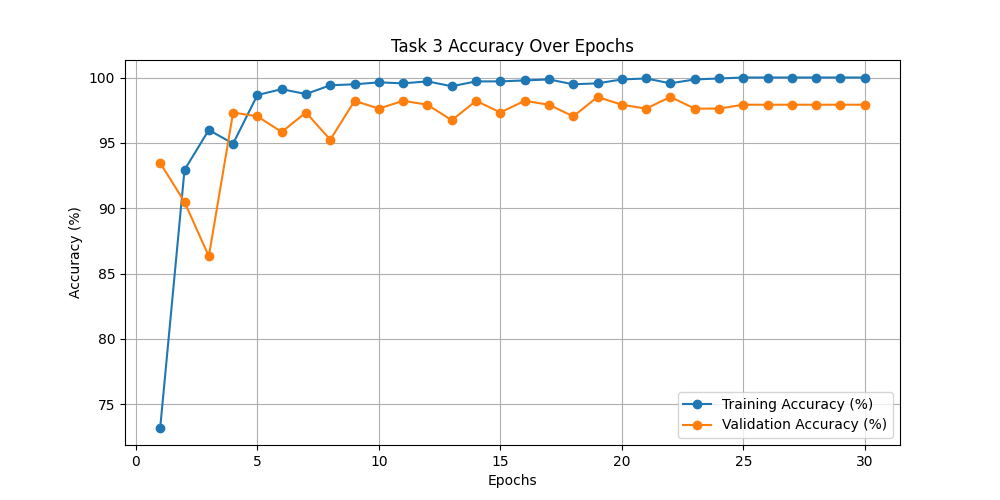 Task 3 Accuracy Over Epochs
Accuracy (%)
100
95
90
85
80
75
0 5 10 15 20 25 30
Epochs
Training Accuracy (%)
Validation Accuracy (%)